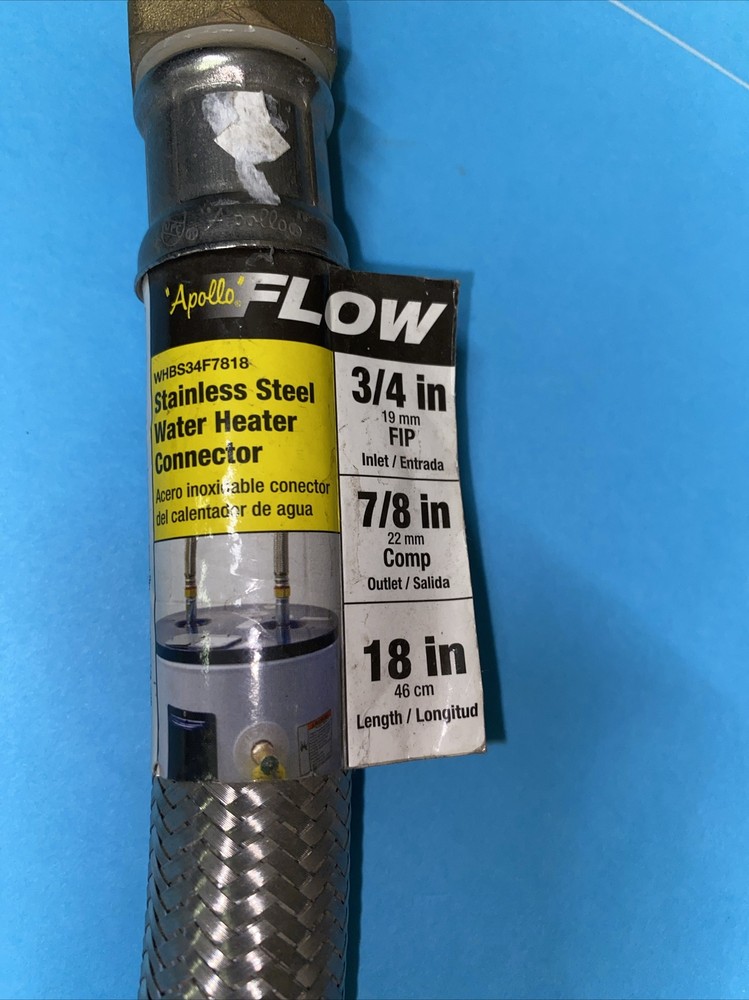 "Apollo"®
"Apollo" FLOW
WHBS34F7818
Stainless Steel
Water Heater
Connector
Acero inoxidable conector
del calentador de agua
3/4 in
19 mm
FIP
Inlet / Entrada
7/8 in
22 mm
Comp
Outlet / Salida
18 in
46 cm
Length / Longitud